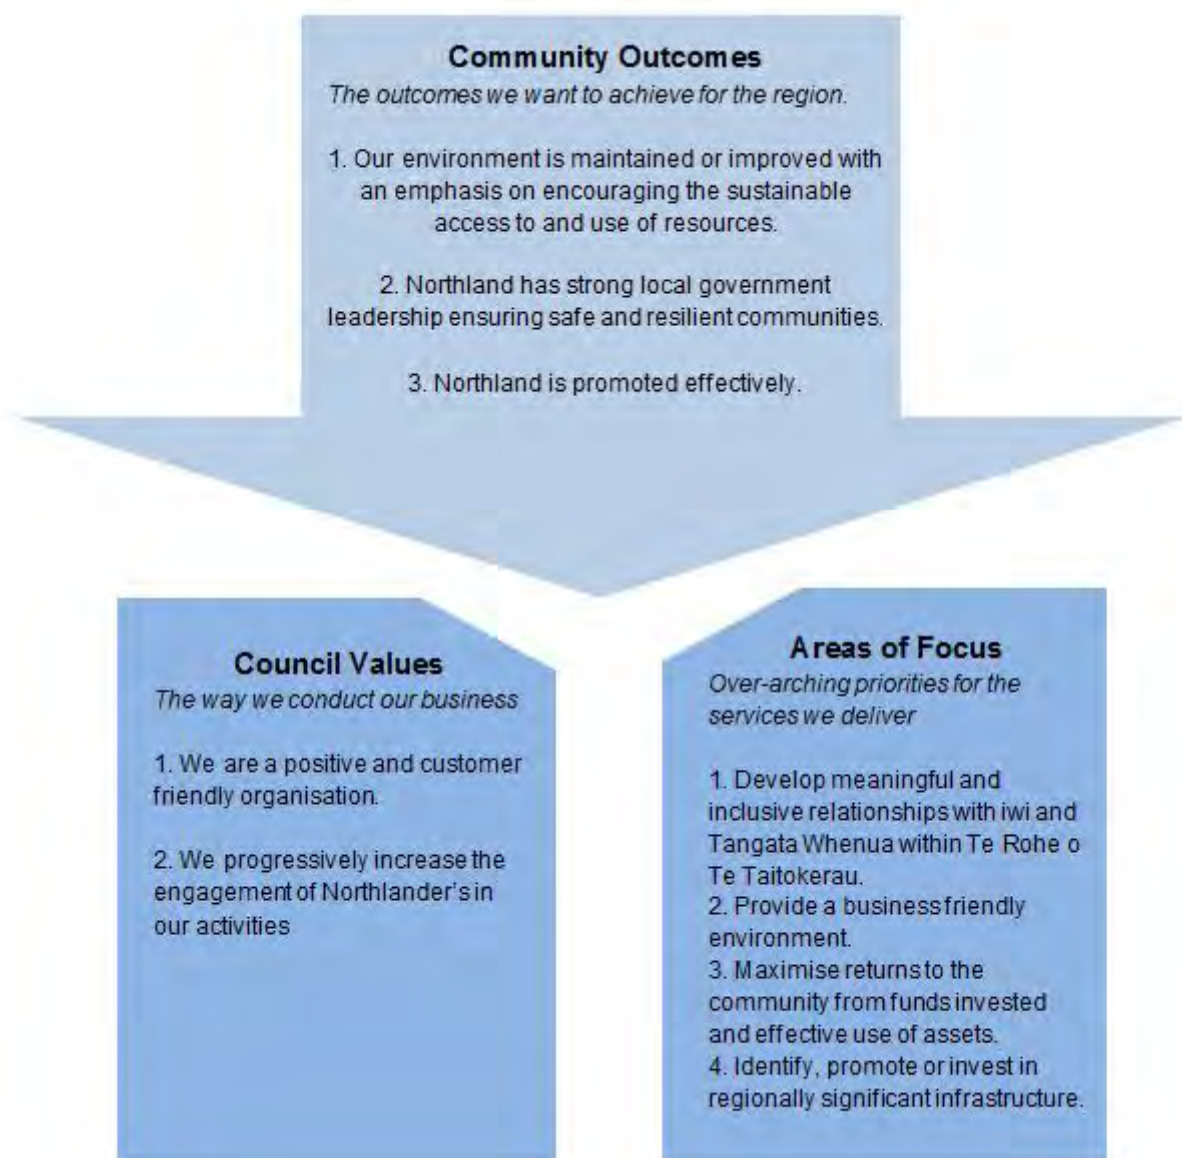 Community Outcomes
The outcomes we want to achieve for the region.
1. Our environment is maintained or improved with
an emphasis on encouraging the sustainable
access to and use of resources.
2. Northland has strong local government
leadership ensuring safe and resilient communities.
3. Northland is promoted effectively.
Council Values
The way we conduct our business
1. We are a positive and customer
friendly organisation.
2. We progressively increase the
engagement of Northlander's in
our activities
Areas of Focus
Over-arching priorities for the
services we deliver
1. Develop meaningful and
inclusive relationships with iwi and
Tangata Whenua within Te Rohe o
Te Taitokerau.
2. Provide a business friendly
environment.
3. Maximise returns to the
community from funds invested
and effective use of assets.
4. Identify, promote or invest in
regionally significant infrastructure.